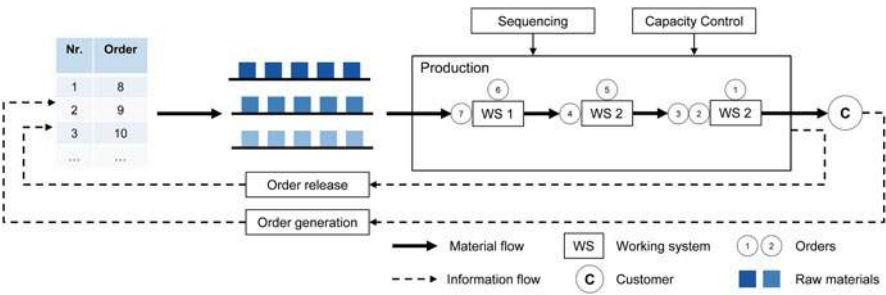 Sequencing
Capacity Control
Nr. Order
1 8
2 9
3 10
... ...
Production
6
7 WS 1
5
4 WS 2
1
3 2 WS 2
C
Order release
Order generation
Material flow
WS Working system
1 2 Orders
Information flow
C Customer
Raw materials